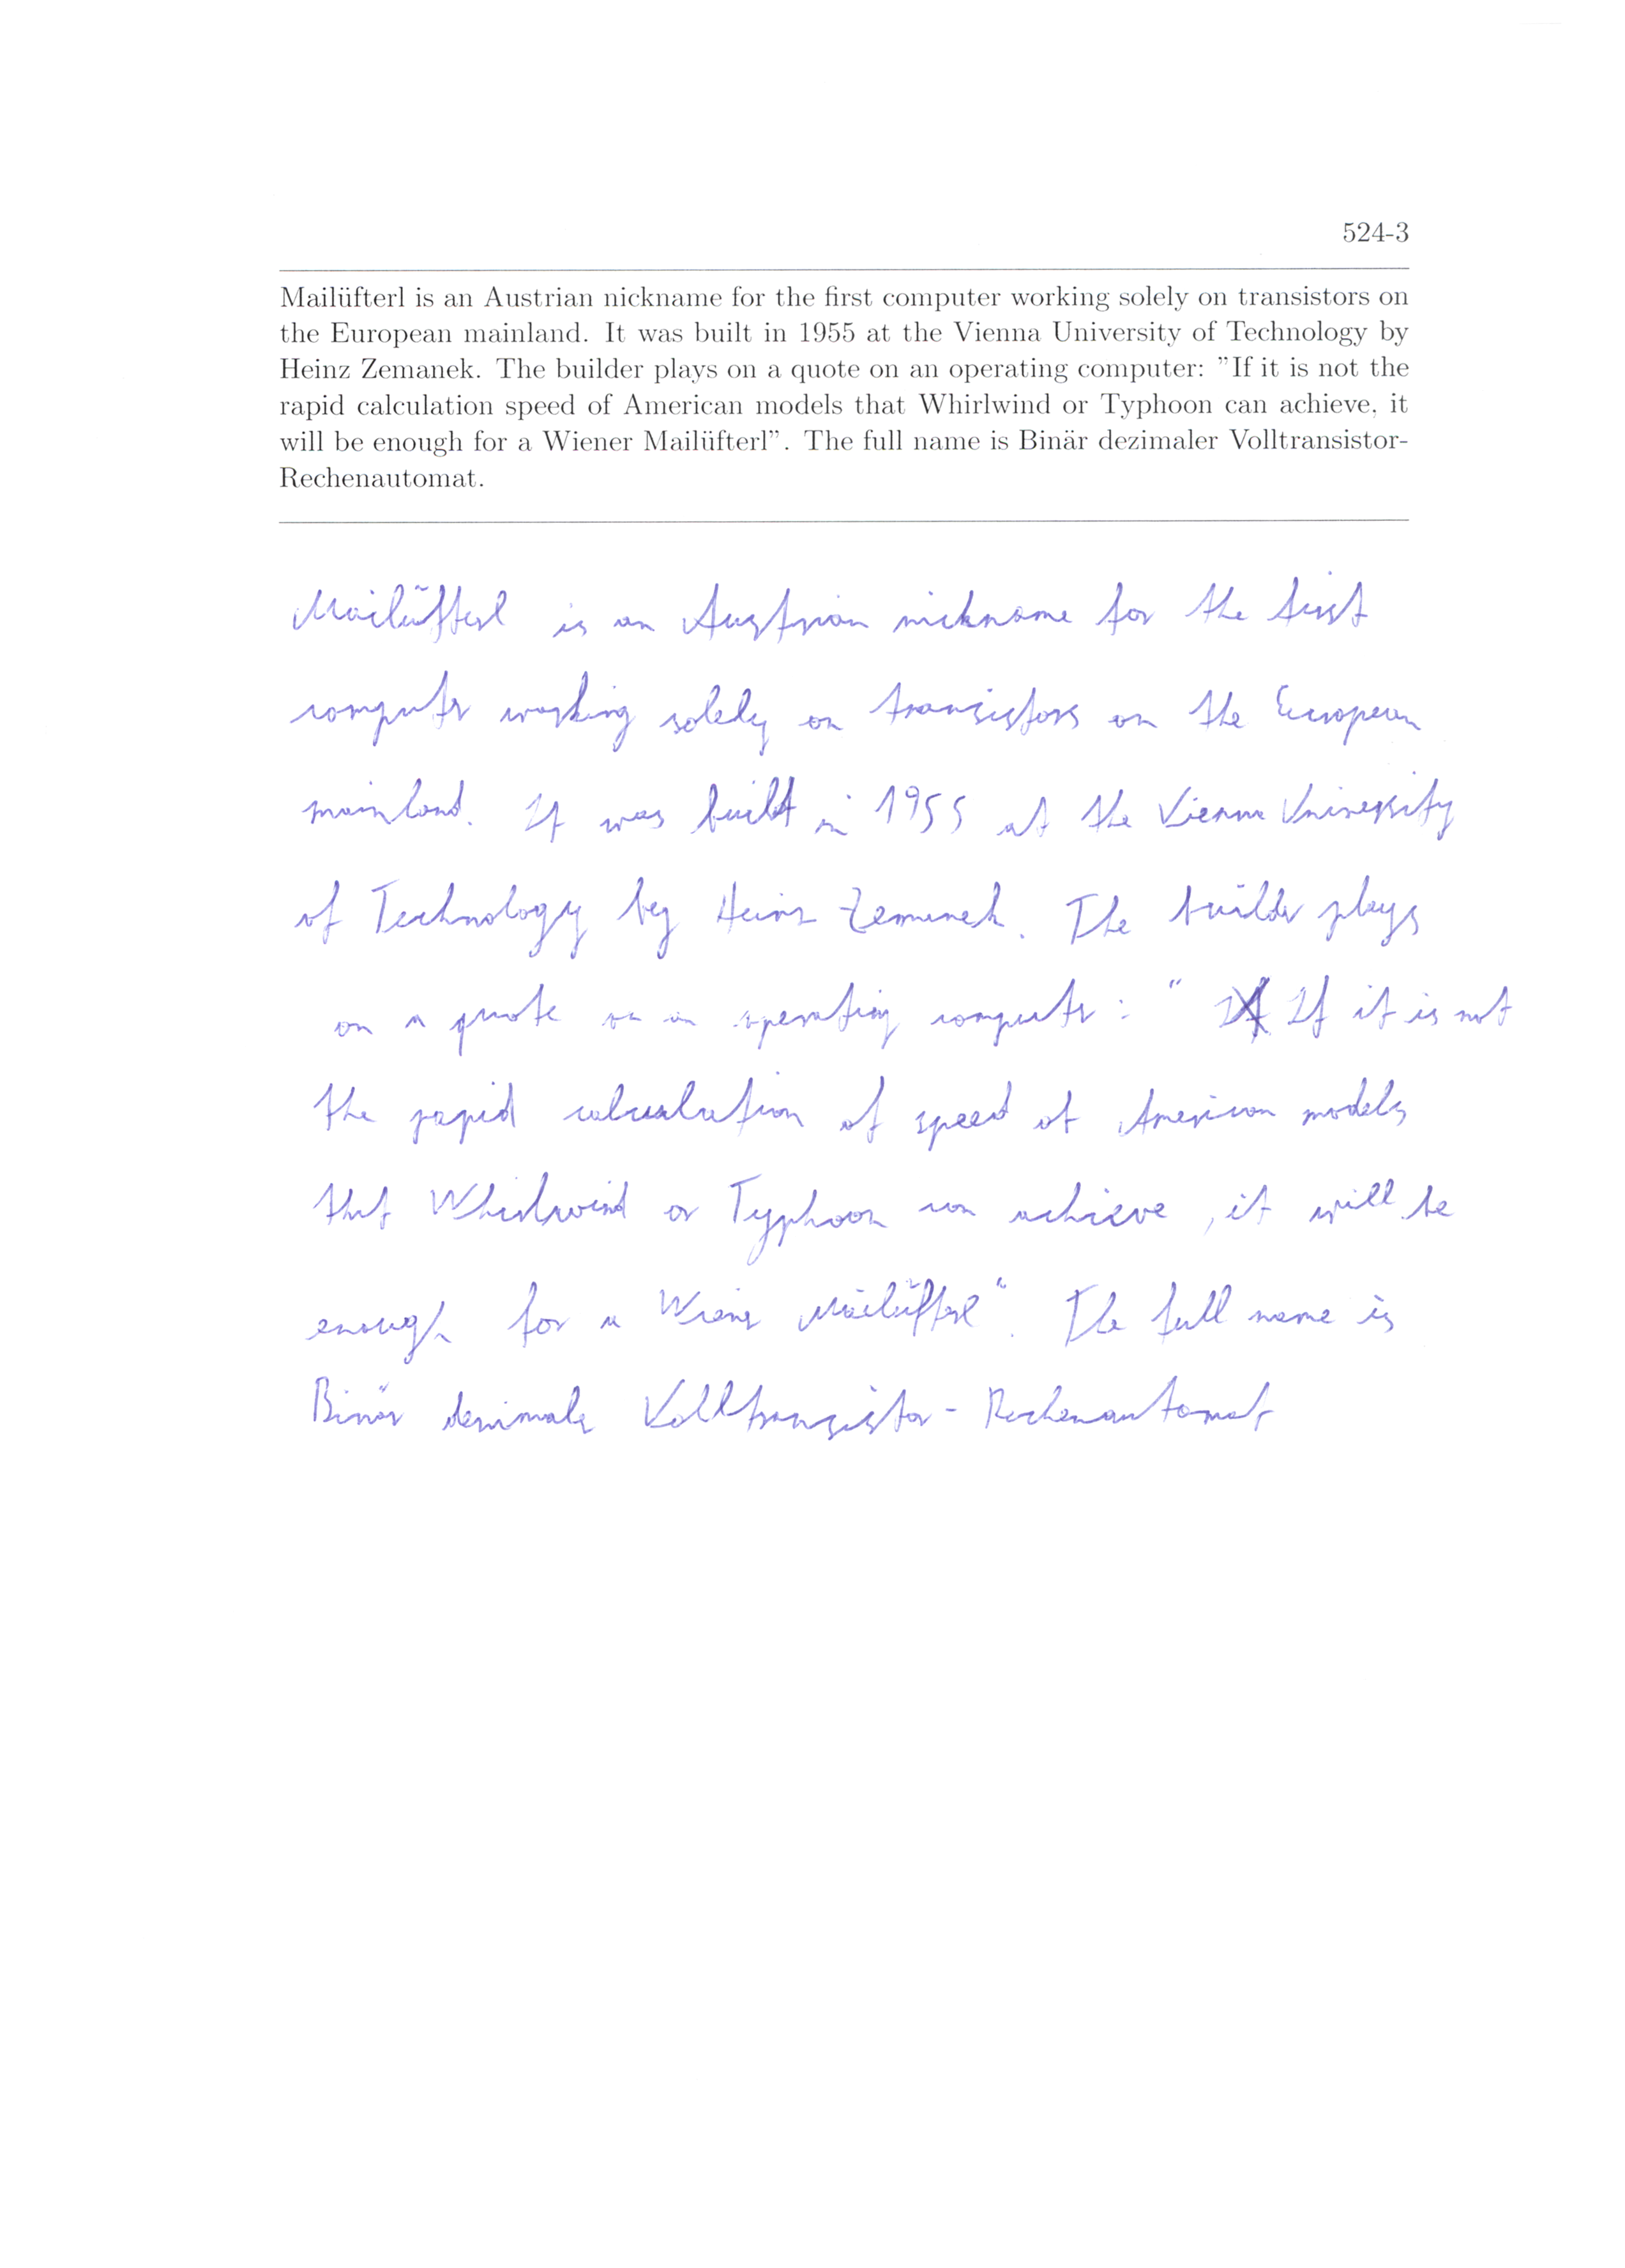 524-3
Mailüfterl is an Austrian nickname for the first computer working solely on transistors on
the European mainland. It was built in 1955 at the Vienna University of Technology by
Heinz Zemanek. The builder plays on a quote on an operating computer: ”If it is not the
rapid calculation speed of American models that Whirlwind or Typhoon can achieve, it
will be enough for a Wiener Mailüfterl”. The full name is Binär dezimaler Volltransistor-
Rechenautomat.
Mailüfterl is an Austrian nickname for the first
computer working solely on transistors on the European
mainland. It was built in 1955 at the Vienna University
of Technology by Heinz Zemanek. The builder plays
on a quote on an operating computer: " If it is not
the rapid calculation of speed of American models
that Whirlwind or Typhoon can achieve, it will be
enough for a Wiener Mailüfterl". The full name is
Binär dezimaler Volltransistor - Rechenautomat